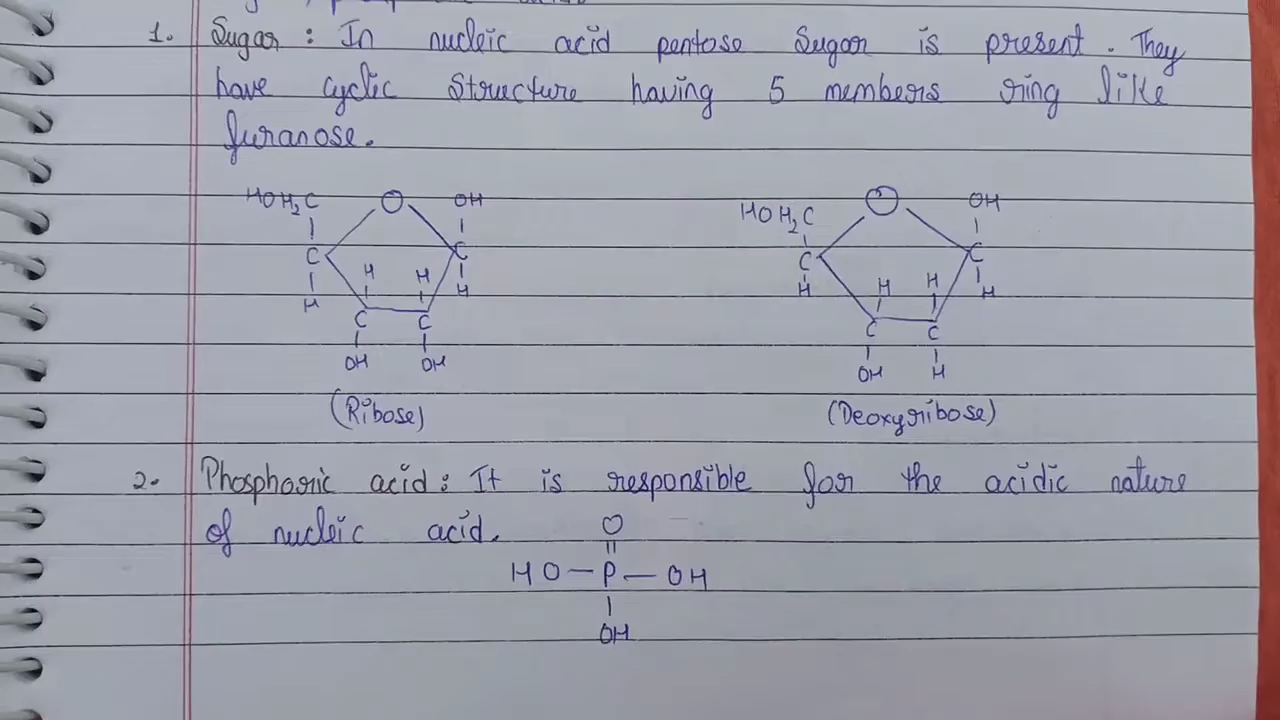 1. Sugar : In nucleic acid pentose Sugar is present. They
have cyclic Structure having 5 members ring like
furanose.
HOH₂C O OH
C C
H H H H
C C
OH OH
(Ribose)
HOH₂C O OH
C C
H H H H
C C
OH H
(Deoxyribose)
2. Phosphoric acid : It is responsible for the acidic nature
of nucleic acid.
O
HO—P—OH
OH